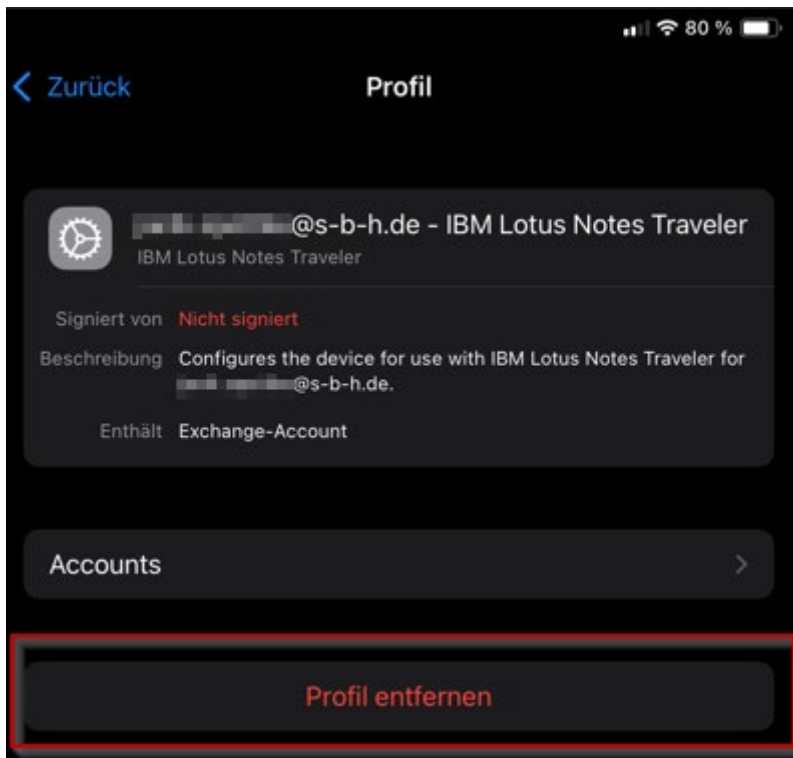 80 %
Zurück
Profil
@s-b-h.de - IBM Lotus Notes Traveler
IBM Lotus Notes Traveler
Signiert von Nicht signiert
Beschreibung Configures the device for use with IBM Lotus Notes Traveler for
@s-b-h.de.
Enthält Exchange-Account
Accounts
Profil entfernen